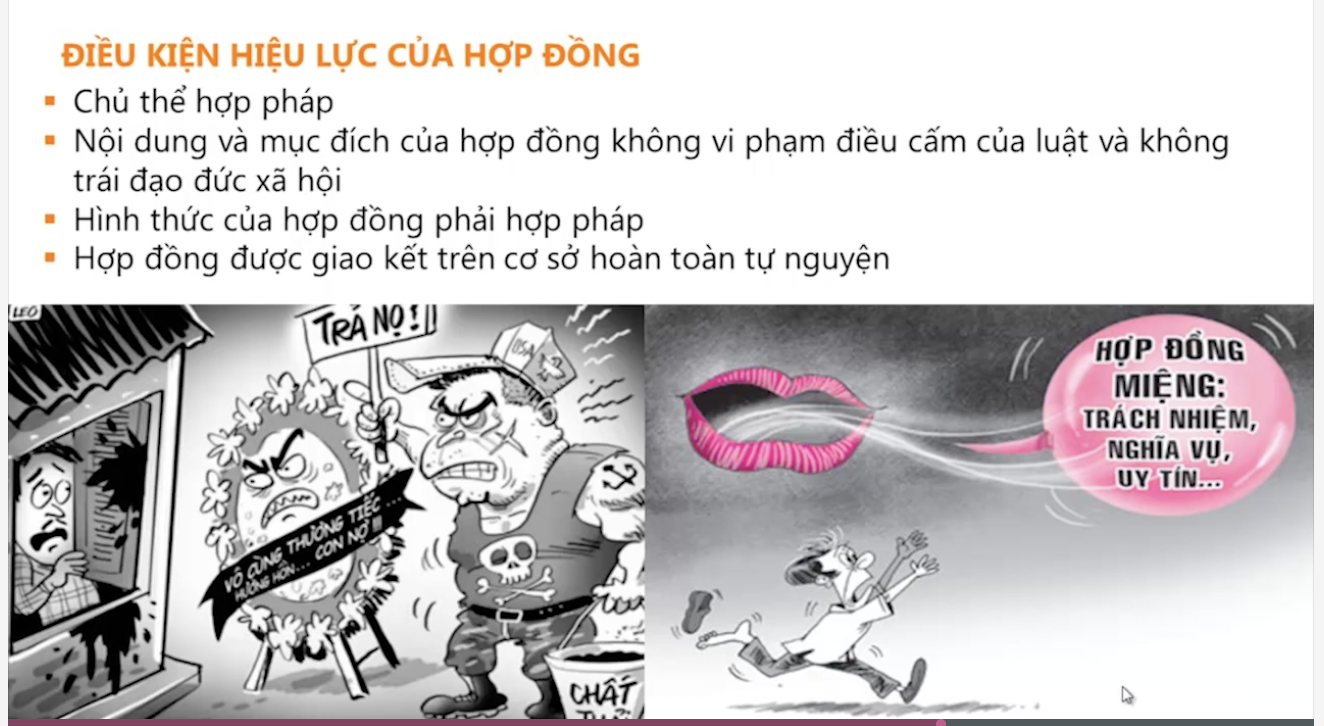 ĐIỀU KIỆN HIỆU LỰC CỦA HỢP ĐỒNG
▪ Chủ thể hợp pháp
▪ Nội dung và mục đích của hợp đồng không vi phạm điều cấm của luật và không
trái đạo đức xã hội
▪ Hình thức của hợp đồng phải hợp pháp
▪ Hợp đồng được giao kết trên cơ sở hoàn toàn tự nguyện
LEO
TRẢ NỢ!
USA
VÔ CÙNG THƯƠNG TIẾC...
HƯƠNG HỒN... CON NỢ!!!
CHẤT
HỢP ĐỒNG
MIỆNG:
TRÁCH NHIỆM,
NGHĨA VỤ,
UY TÍN...